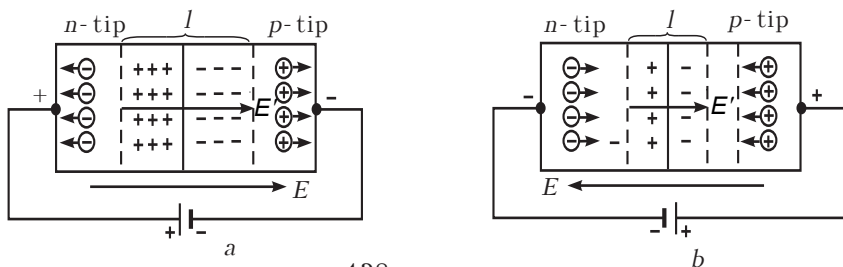 n-tip l p-tip
+ + + + - - -
E'
+ -
E
+ -
a
n-tip l p-tip
- + - +
E'
-
E
- +
b